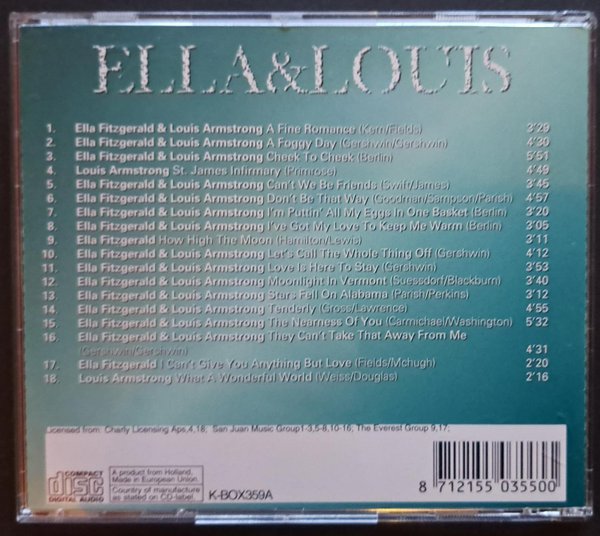 ELLA&LOUIS
1. Ella Fitzgerald & Louis Armstrong A Fine Romance (Kern/Fields) 3'29
2. Ella Fitzgerald & Louis Armstrong A Foggy Day (Gershwin/Gershwin) 4'30
3. Ella Fitzgerald & Louis Armstrong Cheek To Cheek (Berlin) 5'51
4. Louis Armstrong St. James Infirmary (Primrose) 4'49
5. Ella Fitzgerald & Louis Armstrong Can't We Be Friends (Swift/James) 3'45
6. Ella Fitzgerald & Louis Armstrong Don't Be That Way (Goodman/Sampson/Parish) 4'57
7. Ella Fitzgerald & Louis Armstrong I'm Puttin' All My Eggs In One Basket (Berlin) 3'20
8. Ella Fitzgerald & Louis Armstrong I've Got My Love To Keep Me Warm (Berlin) 3'05
9. Ella Fitzgerald How High The Moon (Hamilton/Lewis) 3'11
10. Ella Fitzgerald & Louis Armstrong Let's Call The Whole Thing Off (Gershwin) 4'12
11. Ella Fitzgerald & Louis Armstrong Love Is Here To Stay (Gershwin) 3'53
12. Ella Fitzgerald & Louis Armstrong Moonlight In Vermont (Suessdorf/Blackburn) 3'40
13. Ella Fitzgerald & Louis Armstrong Stars Fell On Alabama (Parish/Perkins) 3'12
14. Ella Fitzgerald & Louis Armstrong Tenderly (Gross/Lawrence) 4'55
15. Ella Fitzgerald & Louis Armstrong The Nearness Of You (Carmichael/Washington) 5'32
16. Ella Fitzgerald & Louis Armstrong They Can't Take That Away From Me
(Gershwin/Gershwin) 4'31
17. Ella Fitzgerald I Can't Give You Anything But Love (Fields/Mchugh) 2'20
18. Louis Armstrong What A Wonderful World (Weiss/Douglas) 2'16
Licensed from: Charly Licensing Aps,4,18; San Juan Music Group1-3,5-8,10-16; The Everest Group 9,17;
COMPACT
disc
DIGITAL AUDIO
A product from Holland,
Made in European Union.
Country of manufacture
as stated on CD-label.
K-BOX359A
8 712155 035500